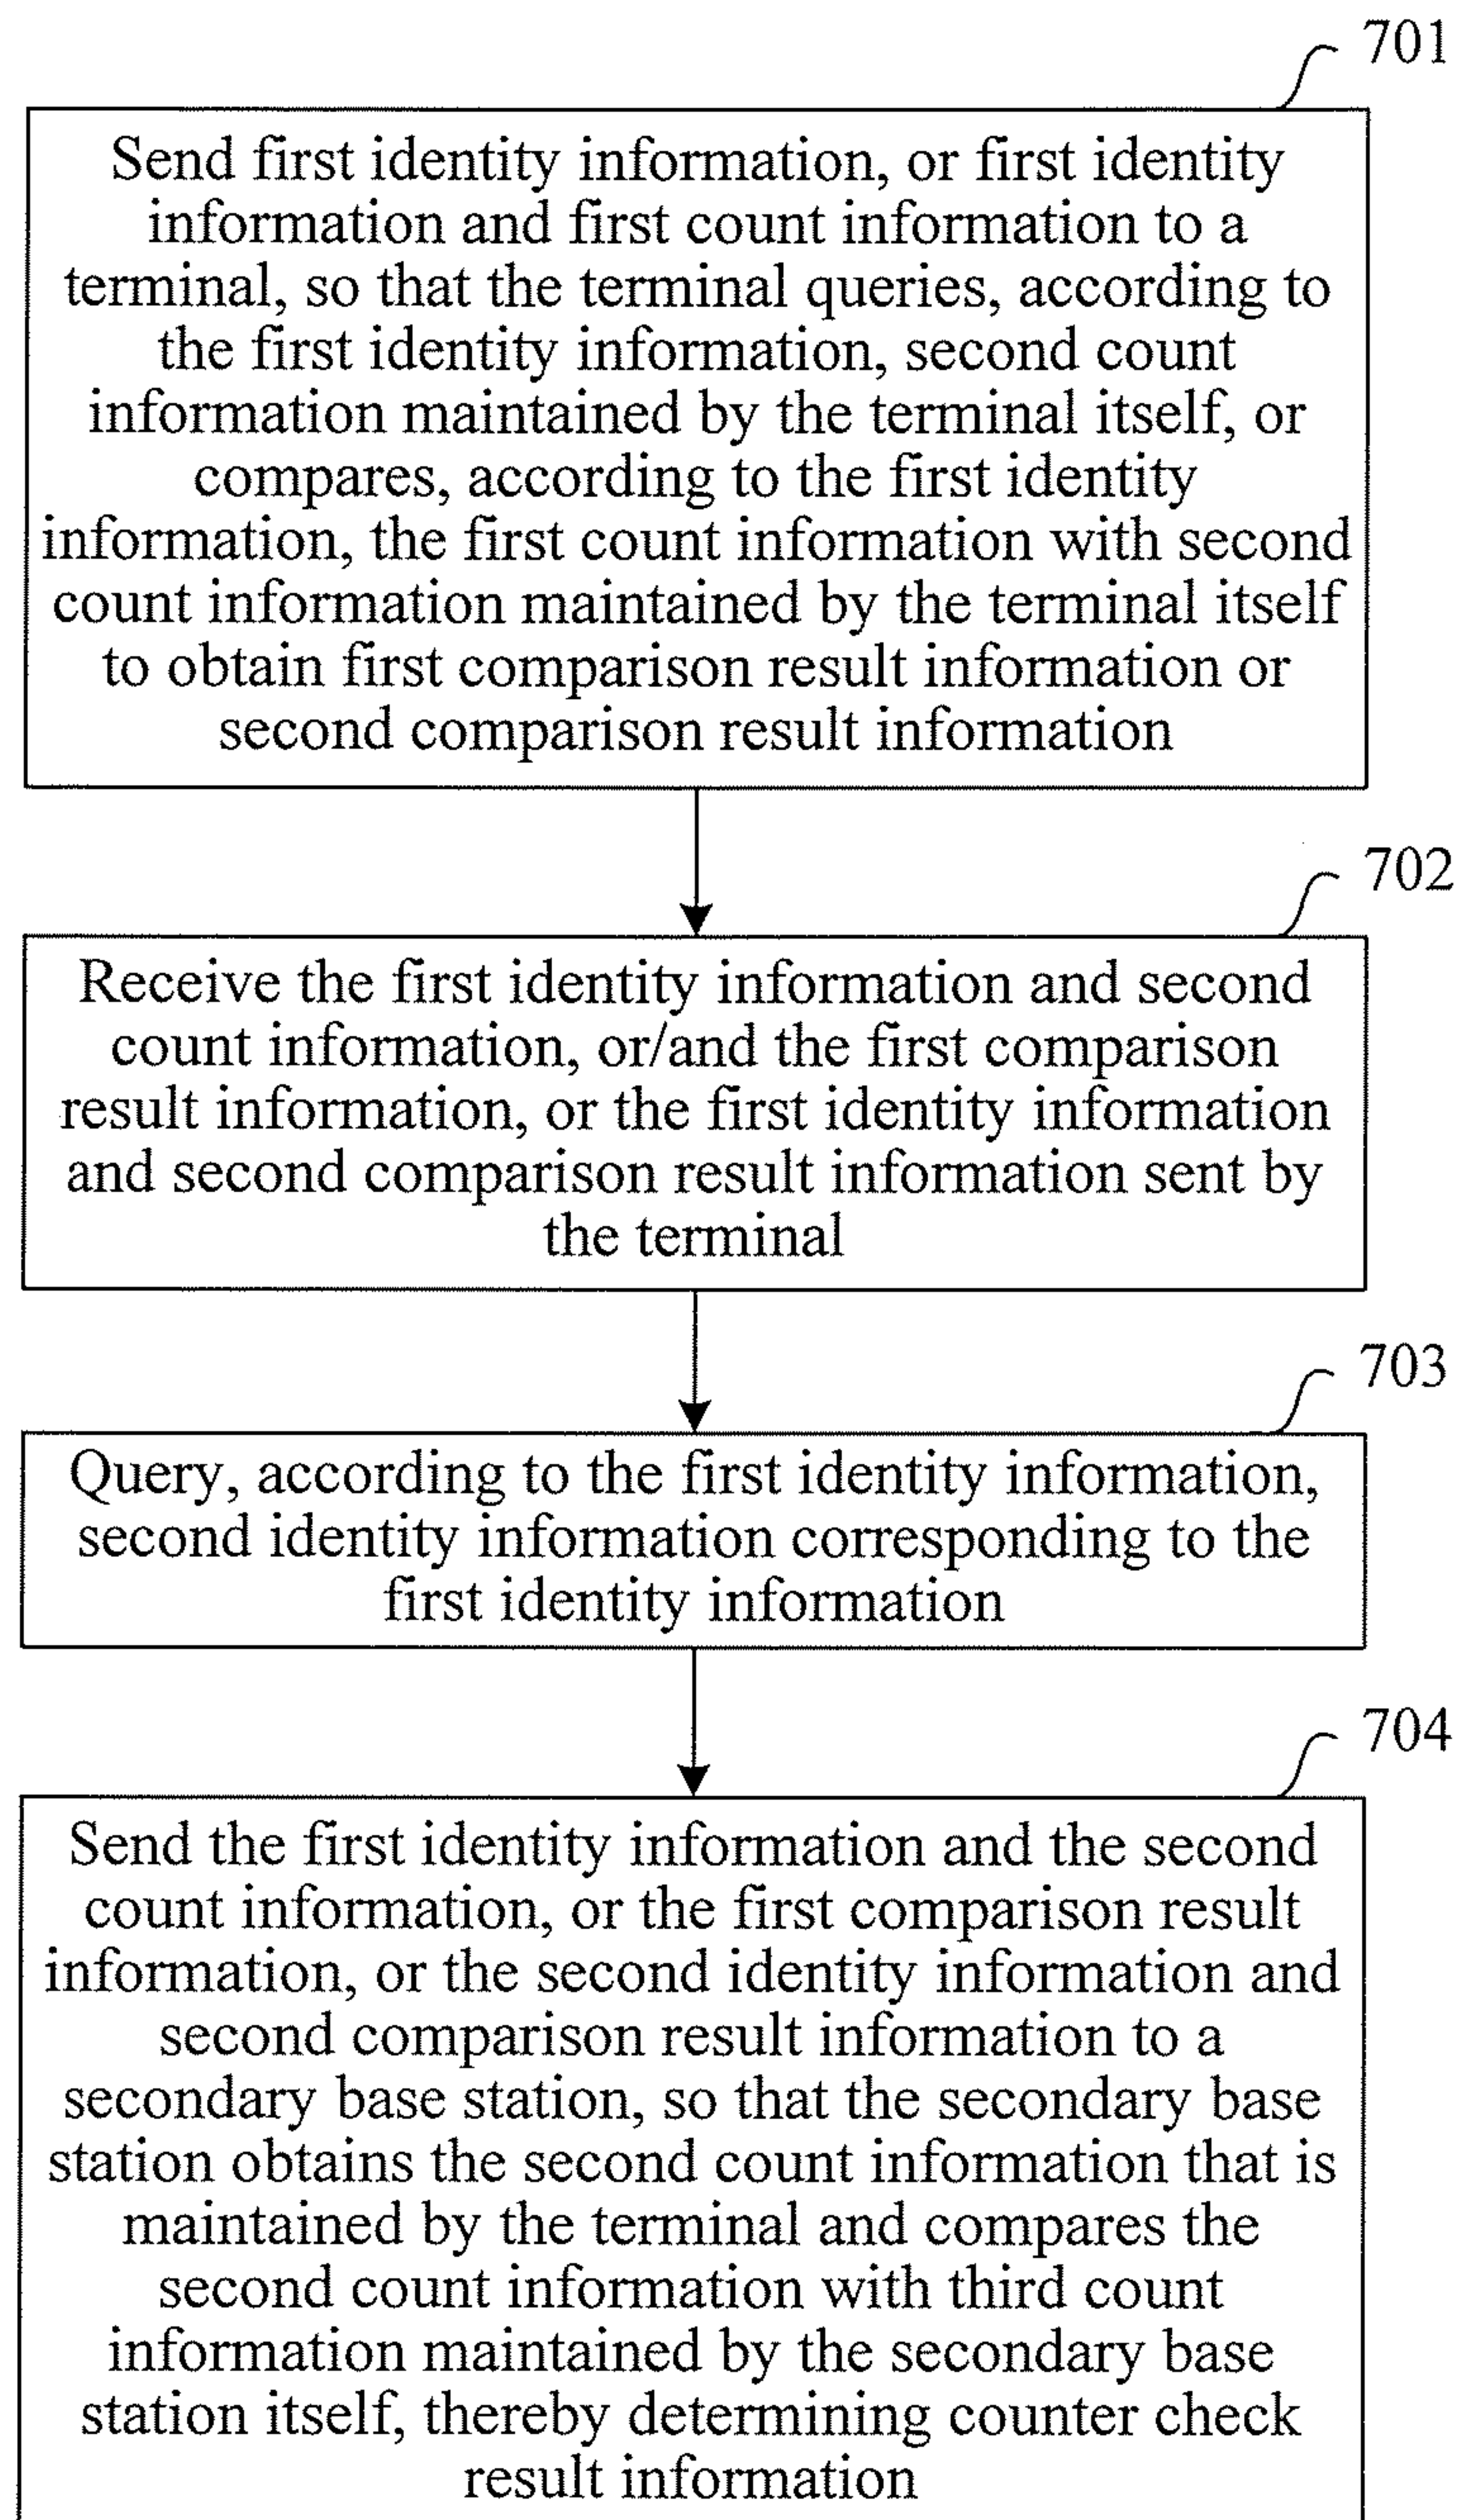 701
Send first identity information, or first identity
information and first count information to a
terminal, so that the terminal queries, according to
the first identity information, second count
information maintained by the terminal itself, or
compares, according to the first identity
information, the first count information with second
count information maintained by the terminal itself
to obtain first comparison result information or
second comparison result information
702
Receive the first identity information and second
count information, or/and the first comparison
result information, or the first identity information
and second comparison result information sent by
the terminal
703
Query, according to the first identity information,
second identity information corresponding to the
first identity information
704
Send the first identity information and the second
count information, or the first comparison result
information, or the second identity information and
second comparison result information to a
secondary base station, so that the secondary base
station obtains the second count information that is
maintained by the terminal and compares the
second count information with third count
information maintained by the secondary base
station itself, thereby determining counter check
result information